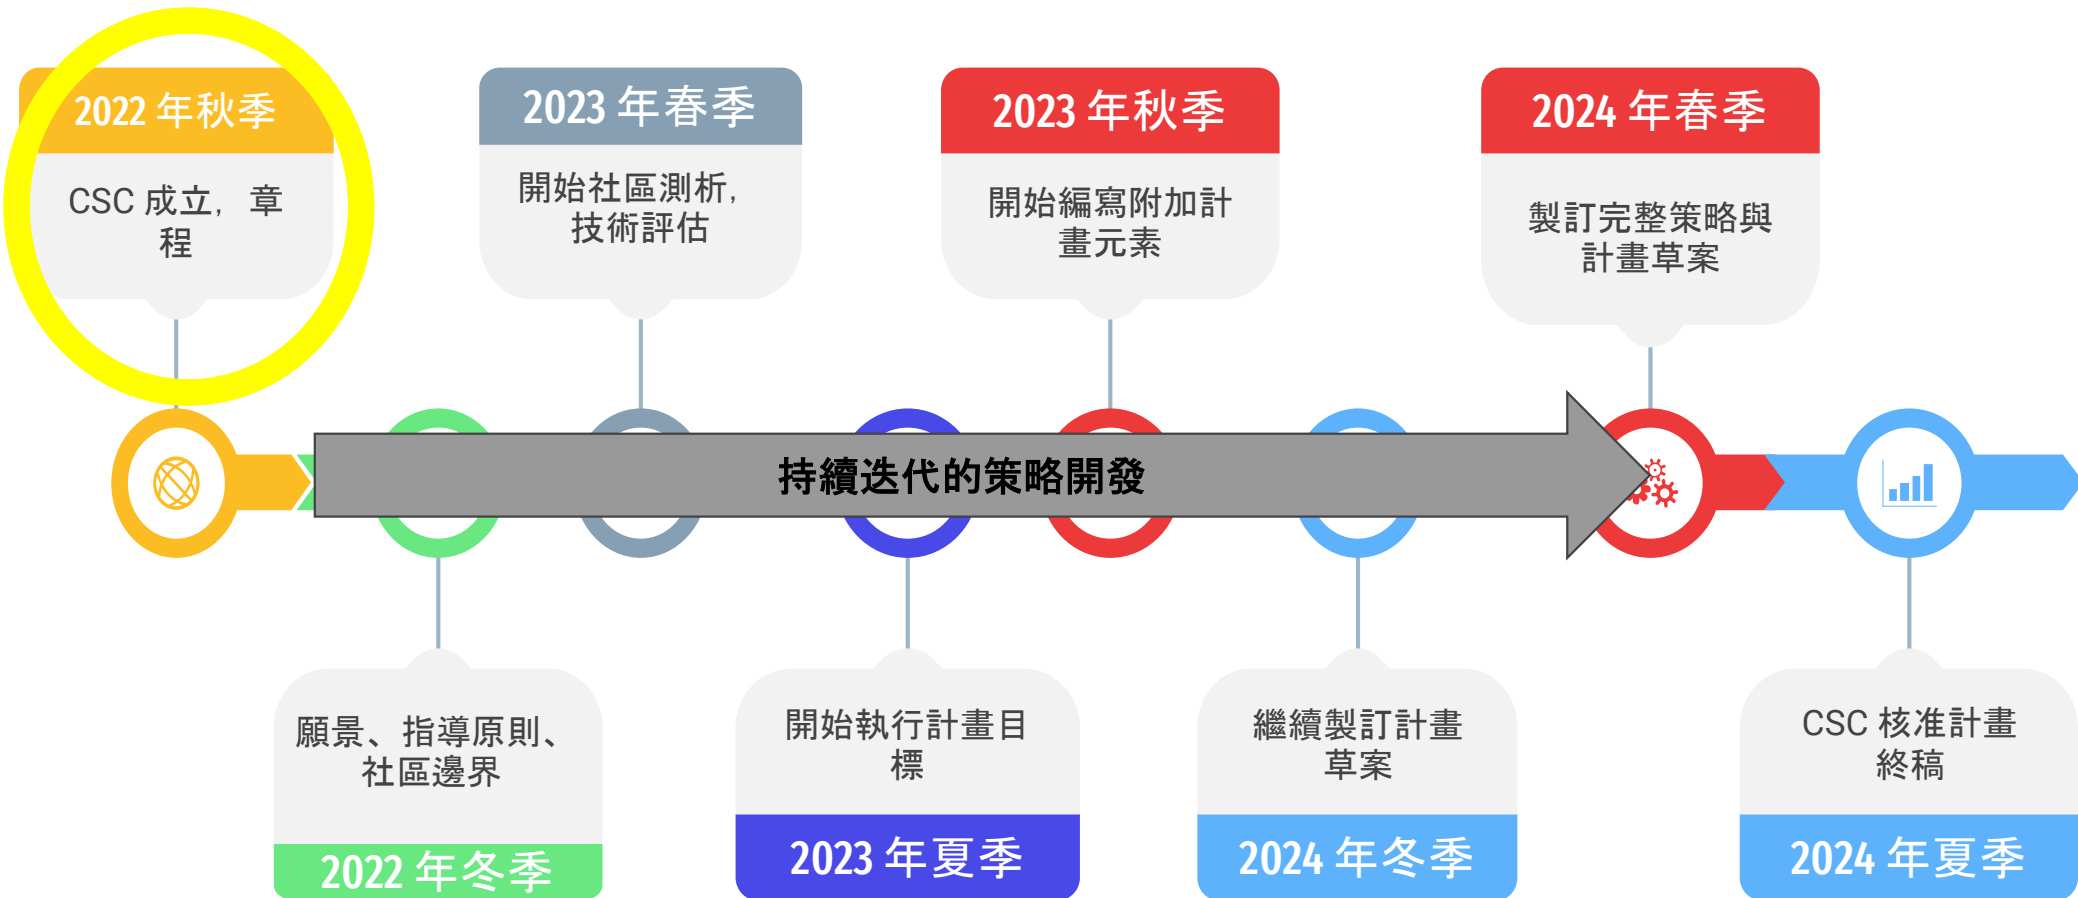 2022 年秋季
CSC 成立，章
程
2023 年春季
開始社區測析，
技術評估
2023 年秋季
開始編寫附加計
畫元素
2024 年春季
製訂完整策略與
計畫草案
持續迭代的策略開發
願景、指導原則、
社區邊界
2022 年冬季
開始執行計畫目
標
2023 年夏季
繼續製訂計畫
草案
2024 年冬季
CSC 核准計畫
終稿
2024 年夏季